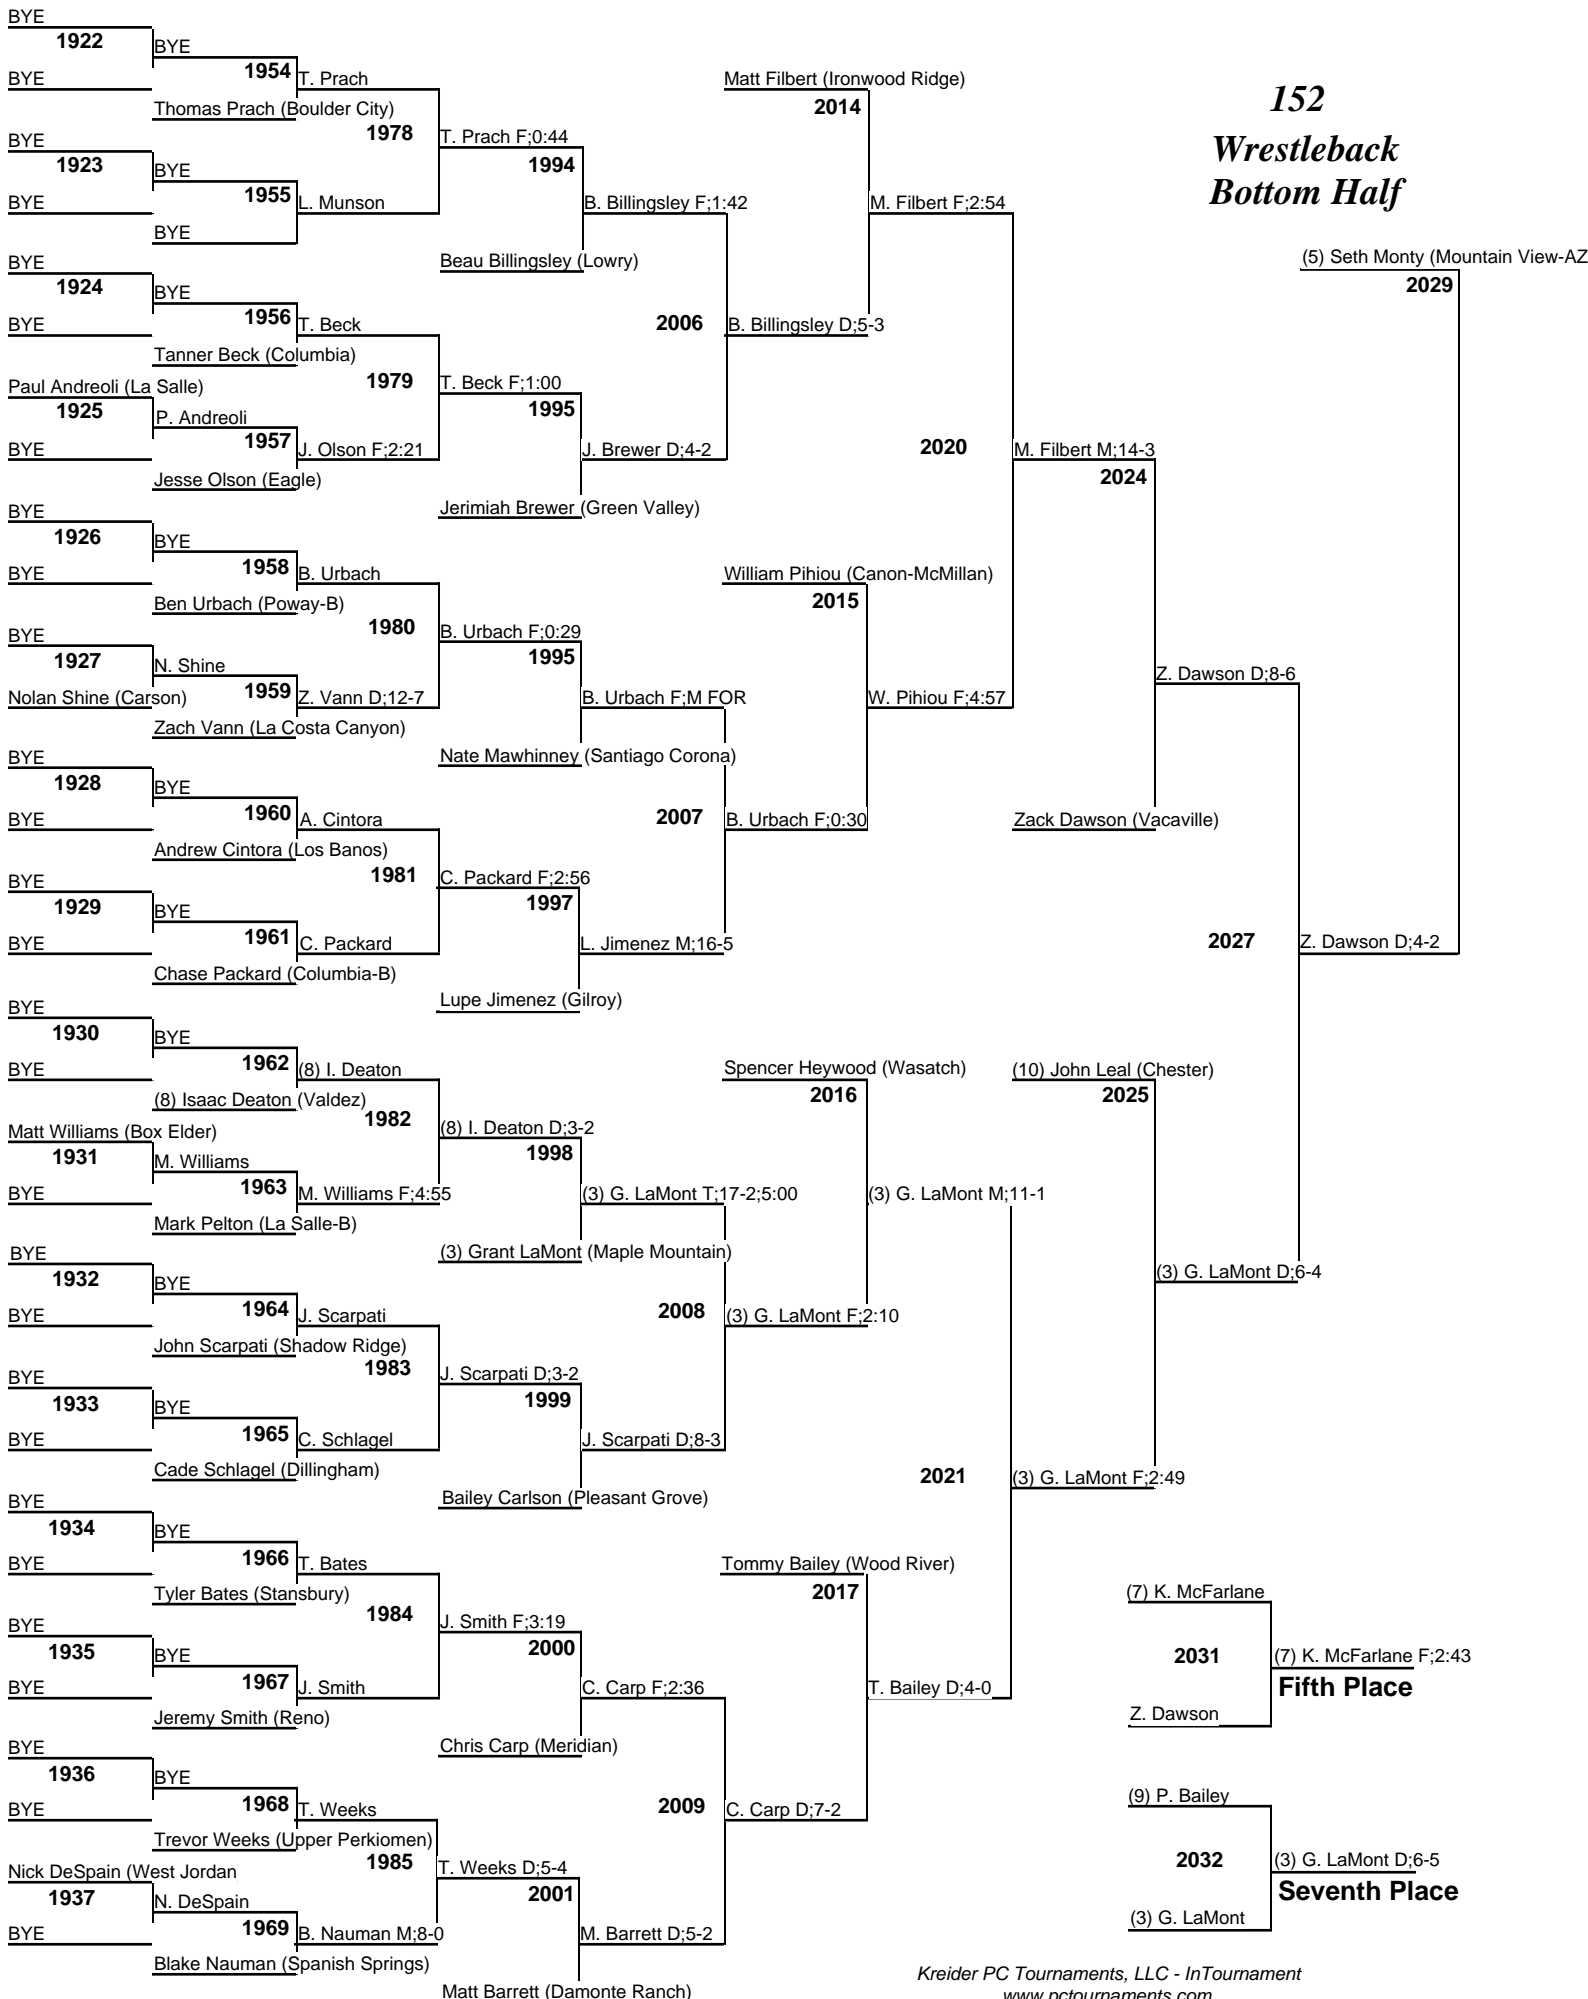 152
Wrestleback
Bottom Half
BYE
1922
BYE
1954
BYE
T. Prach
Thomas Prach (Boulder City)
1978
BYE
T. Prach F;0:44
1923
BYE
1994
1955
BYE
L. Munson
B. Billingsley F;1:42
BYE
Matt Filbert (Ironwood Ridge)
2014
M. Filbert F;2:54
BYE
Beau Billingsley (Lowry)
1924
BYE
1956
BYE
T. Beck
2006
B. Billingsley D;5-3
Tanner Beck (Columbia)
1979
Paul Andreoli (La Salle)
T. Beck F;1:00
1925
P. Andreoli
1995
1957
BYE
J. Olson F;2:21
J. Brewer D;4-2
2020
M. Filbert M;14-3
2024
Jesse Olson (Eagle)
Jerimiah Brewer (Green Valley)
(5) Seth Monty (Mountain View-AZ
2029
BYE
1926
BYE
1958
BYE
B. Urbach
William Pihiou (Canon-McMillan)
2015
Ben Urbach (Poway-B)
1980
BYE
B. Urbach F;0:29
1927
N. Shine
1995
1959
Nolan Shine (Carson)
Z. Vann D;12-7
B. Urbach F;M FOR
W. Pihiou F;4:57
Z. Dawson D;8-6
Zach Vann (La Costa Canyon)
Nate Mawhinney (Santiago Corona)
BYE
1928
BYE
1960
BYE
A. Cintora
2007
B. Urbach F;0:30
Zack Dawson (Vacaville)
Andrew Cintora (Los Banos)
1981
BYE
C. Packard F;2:56
1929
BYE
1997
1961
BYE
C. Packard
L. Jimenez M;16-5
2027
Z. Dawson D;4-2
Chase Packard (Columbia-B)
Lupe Jimenez (Gilroy)
BYE
1930
BYE
1962
BYE
(8) I. Deaton
Spencer Heywood (Wasatch)
2016
(10) John Leal (Chester)
2025
(8) Isaac Deaton (Valdez)
1982
Matt Williams (Box Elder)
(8) I. Deaton D;3-2
1931
M. Williams
1998
1963
BYE
M. Williams F;4:55
(3) G. LaMont T;17-2;5:00
(3) G. LaMont M;11-1
Mark Pelton (La Salle-B)
(3) Grant LaMont (Maple Mountain)
BYE
1932
BYE
1964
BYE
J. Scarpati
2008
(3) G. LaMont F;2:10
(3) G. LaMont D;6-4
John Scarpati (Shadow Ridge)
1983
BYE
J. Scarpati D;3-2
1933
BYE
1999
1965
BYE
C. Schlagel
J. Scarpati D;8-3
2021
(3) G. LaMont F;2:49
Cade Schlagel (Dillingham)
Bailey Carlson (Pleasant Grove)
BYE
1934
BYE
1966
BYE
T. Bates
Tommy Bailey (Wood River)
2017
Tyler Bates (Stansbury)
1984
BYE
J. Smith F;3:19
1935
BYE
2000
1967
BYE
J. Smith
C. Carp F;2:36
T. Bailey D;4-0
Jeremy Smith (Reno)
Chris Carp (Meridian)
(7) K. McFarlane
2031
(7) K. McFarlane F;2:43
Fifth Place
Z. Dawson
BYE
1936
BYE
1968
BYE
T. Weeks
2009
C. Carp D;7-2
Trevor Weeks (Upper Perkiomen)
1985
Nick DeSpain (West Jordan
T. Weeks D;5-4
1937
N. DeSpain
2001
1969
BYE
B. Nauman M;8-0
M. Barrett D;5-2
Blake Nauman (Spanish Springs)
Matt Barrett (Damonte Ranch)
(9) P. Bailey
2032
(3) G. LaMont D;6-5
Seventh Place
(3) G. LaMont
Kreider PC Tournaments, LLC - InTournament
www.pctournaments.com